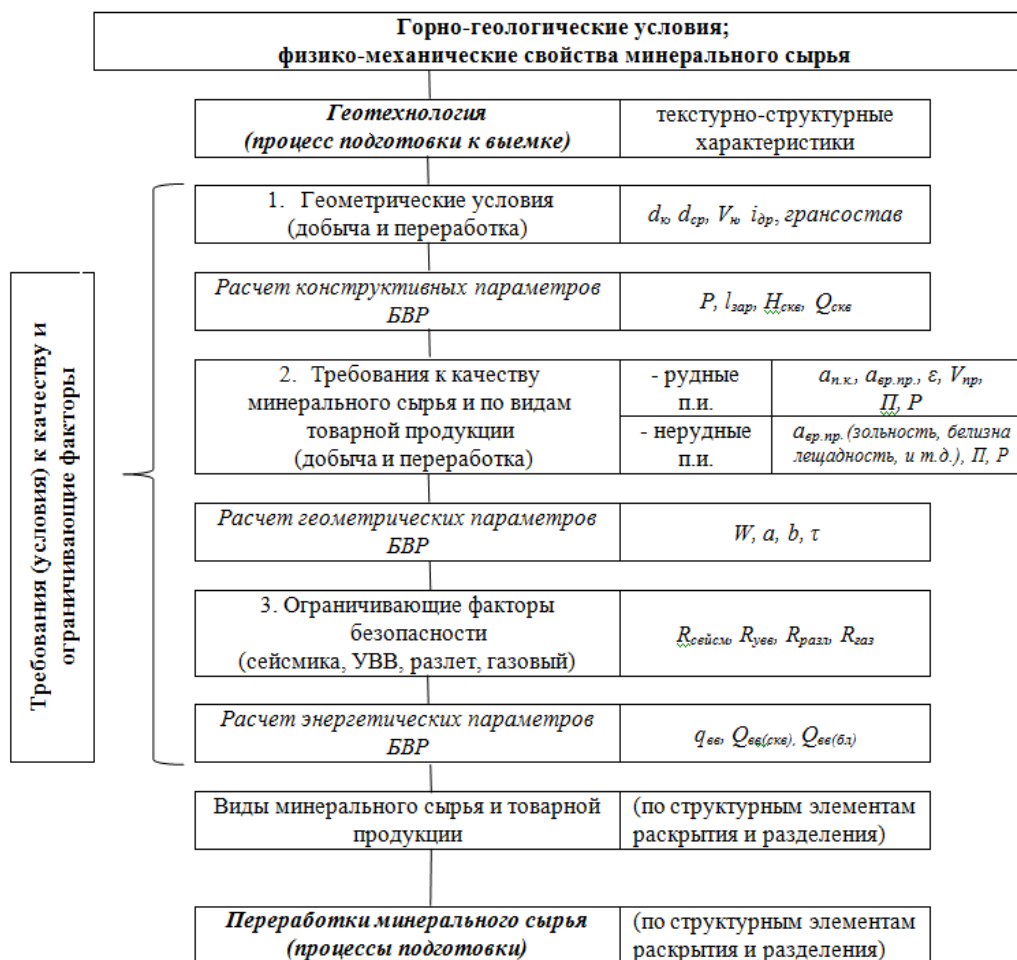 Горно-геологические условия;
физико-механические свойства минерального сырья
Геотехнология
(процесс подготовки к выемке)
текстурно-структурные
характеристики
Требования (условия) к качеству и
ограничивающие факторы
1. Геометрические условия
(добыча и переработка)
dк, dср, Vн, iдр, грансостав
Расчет конструктивных параметров
БВР
P, lзар, Hскв, Qскв
2. Требования к качеству
минерального сырья и по видам
товарной продукции
(добыча и переработка)
- рудные
п.и.
aп.к., aвр.пр., ε, Vпр,
П, Р
- нерудные
п.и.
aвр.пр. (зольность, белизна
лещадность, и т.д.), П, Р
Расчет геометрических параметров
БВР
W, a, b, τ
3. Ограничивающие факторы
безопасности
(сейсмика, УВВ, разлет, газовый)
Rсейсм, Rувв, Rразл, Rгаз
Расчет энергетических параметров
БВР
qвв, Qвв(скв), Qвв(бл)
Виды минерального сырья и товарной
продукции
(по структурным элементам
раскрытия и разделения)
Переработки минерального сырья
(процессы подготовки)
(по структурным элементам
раскрытия и разделения)